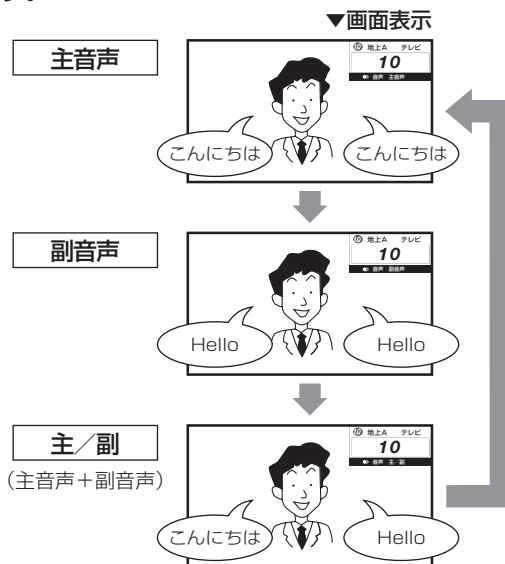 す。
▼画面表示
主音声
地上A テレビ
10
音声 主音声
こんにちは こんにちは
副音声
地上A テレビ
10
音声 副音声
Hello Hello
主／副
(主音声＋副音声)
地上A テレビ
10
音声 主／副
こんにちは Hello